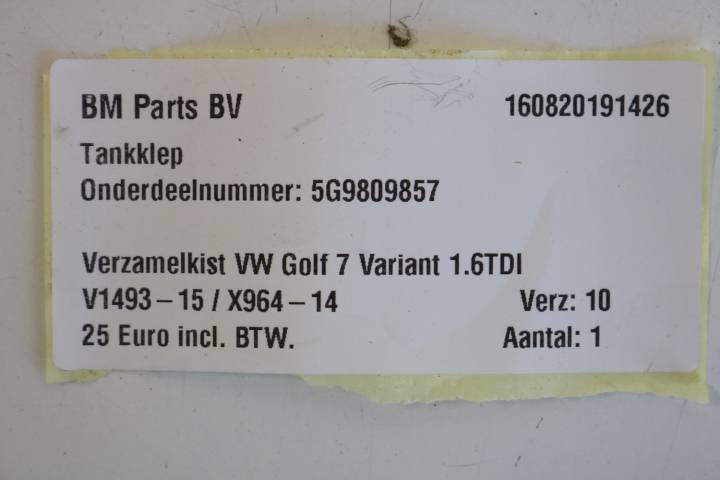 BM Parts BV 160820191426
Tankklep
Onderdeelnummer: 5G9809857
Verzamelkist VW Golf 7 Variant 1.6TDI
V1493-15 / X964-14 Verz: 10
25 Euro incl. BTW. Aantal: 1